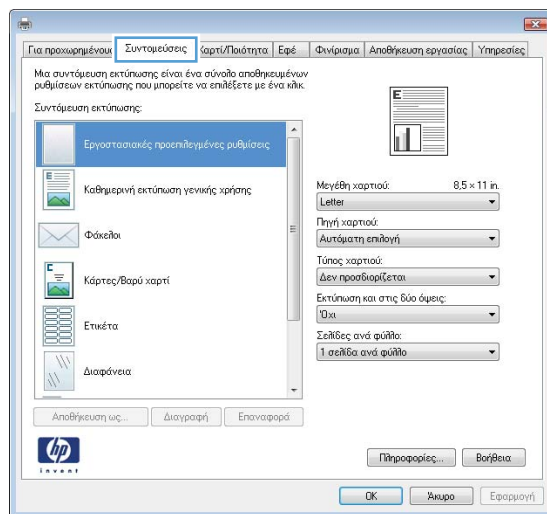 Για προχωρημένους Συντομεύσεις Χαρτί/Ποιότητα Εφέ Φινίρισμα Αποθήκευση εργασίας Υπηρεσίες
Μια συντόμευση εκτύπωσης είναι ένα σύνολο αποθηκευμένων
ρυθμίσεων εκτύπωσης που μπορείτε να επιλέξετε με ένα κλικ.
Συντόμευση εκτύπωσης:
Εργοστασιακές προεπιλεγμένες ρυθμίσεις
Καθημερινή εκτύπωση γενικής χρήσης
Φάκελοι
Κάρτες/Βαρύ χαρτί
Ετικέτα
Διαφάνεια
Αποθήκευση ως... Διαγραφή Επαναφορά
E
Μεγέθη χαρτιού: 8,5 × 11 in.
Letter
Πηγή χαρτιού:
Αυτόματη επιλογή
Τύπος χαρτιού:
Δεν προσδιορίζεται
Εκτύπωση και στις δύο όψεις:
Όχι
Σελίδες ανά φύλλο:
1 σελίδα ανά φύλλο
hp
invent
Πληροφορίες... Βοήθεια
OK Άκυρο Εφαρμογή